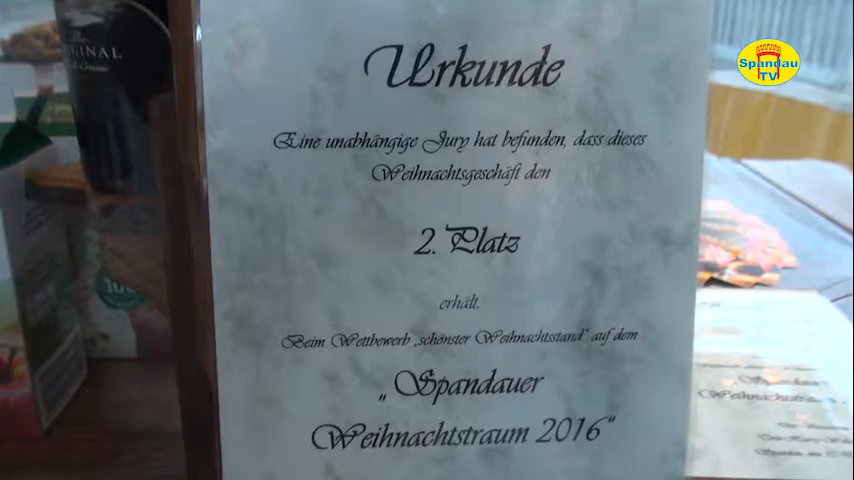 Urkunde
Eine unabhängige Jury hat befunden, dass dieses
Weihnachtsgeschäft den
2. Platz
erhält.
Beim Wettbewerb „schönster Weihnachtsstand" auf dem
„Spandauer
Weihnachtstraum 2016"
Spandau
TV